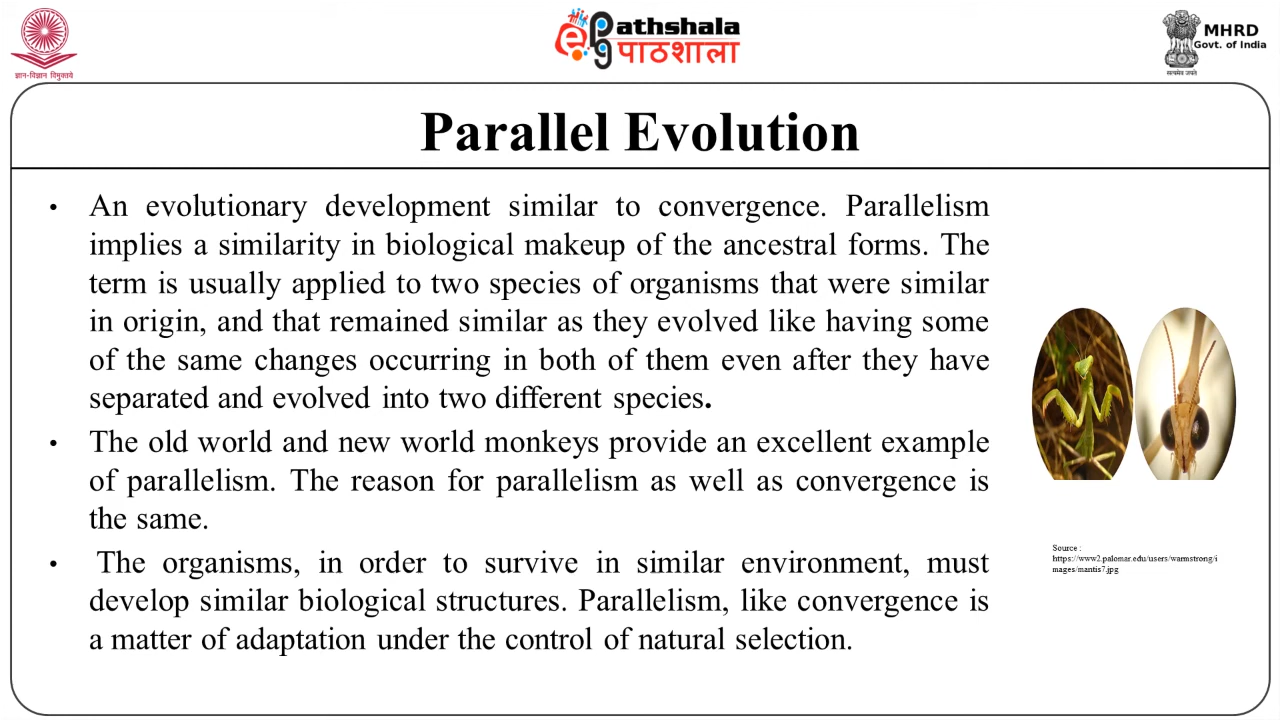 ज्ञान-विज्ञान विमुक्तये
epg Pathshala
पाठशाला
MHRD
Govt. of India
सत्यमेव जयते
Parallel Evolution
• An evolutionary development similar to convergence. Parallelism
implies a similarity in biological makeup of the ancestral forms. The
term is usually applied to two species of organisms that were similar
in origin, and that remained similar as they evolved like having some
of the same changes occurring in both of them even after they have
separated and evolved into two different species.
• The old world and new world monkeys provide an excellent example
of parallelism. The reason for parallelism as well as convergence is
the same.
• The organisms, in order to survive in similar environment, must
develop similar biological structures. Parallelism, like convergence is
a matter of adaptation under the control of natural selection.
Source :
https://www2.palomar.edu/users/warmstrong/i
mages/mantis7.jpg